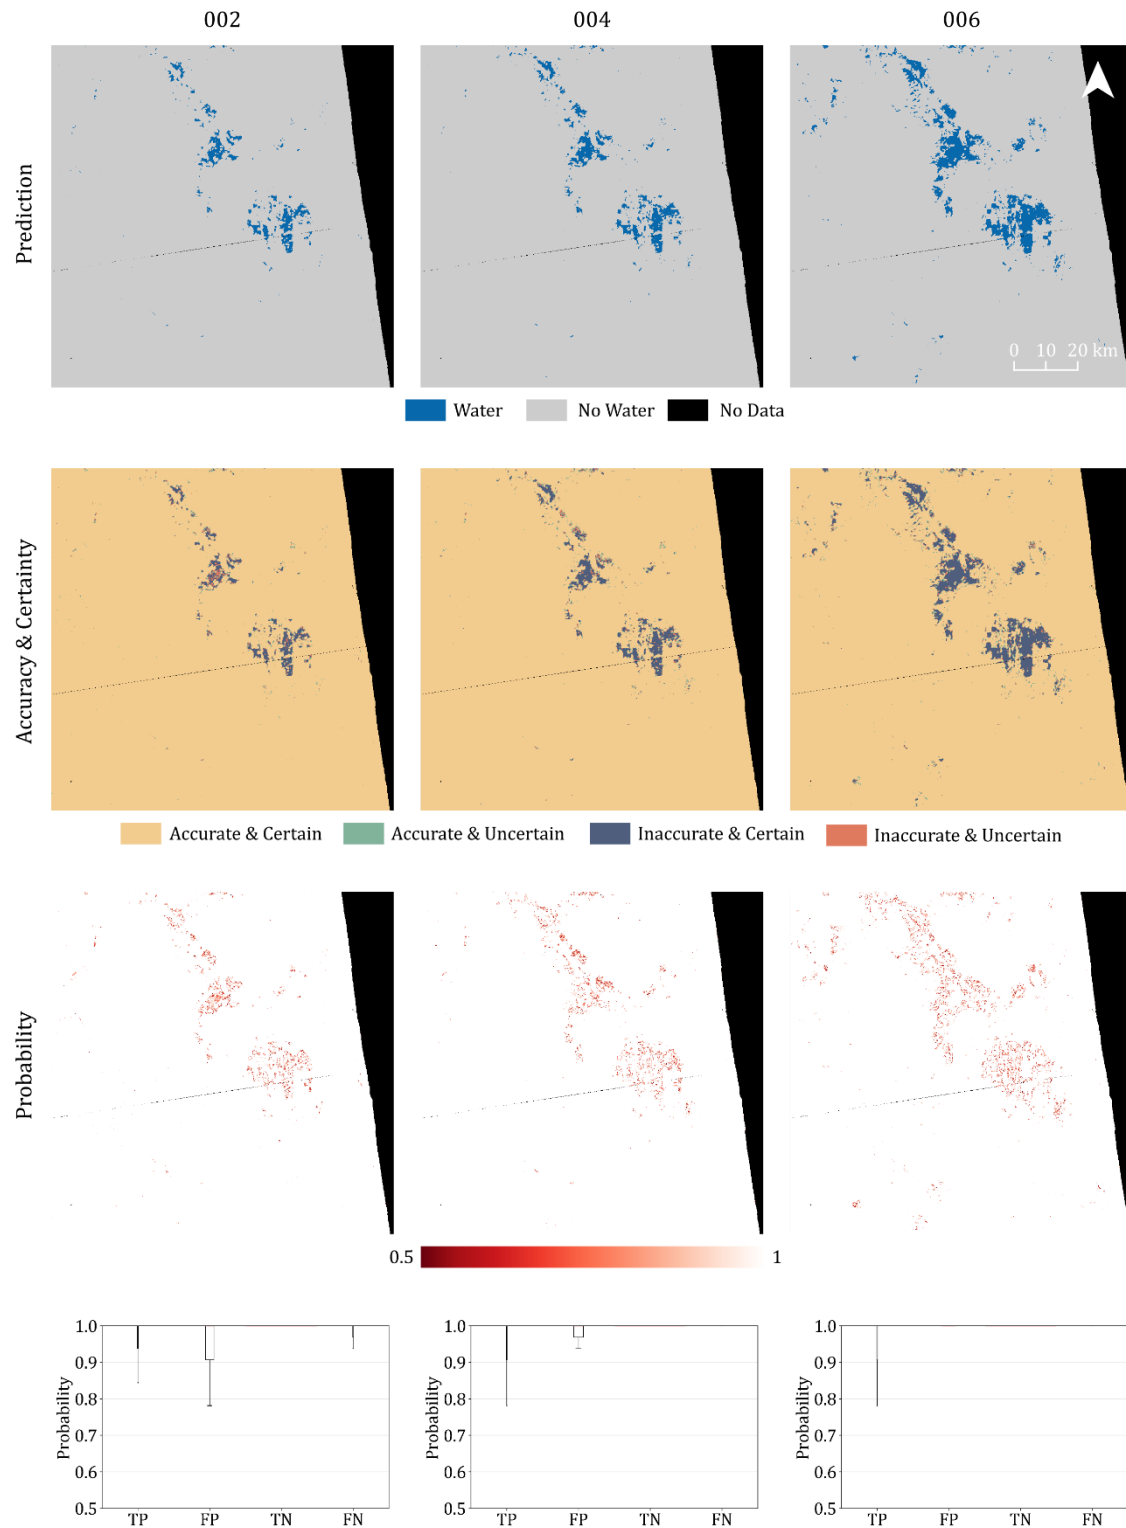 002 004 006
Prediction
0 10 20 km
Water No Water No Data
Accuracy & Certainty
Accurate & Certain Accurate & Uncertain Inaccurate & Certain Inaccurate & Uncertain
Probability
0.5 1
1.0 1.0 1.0
0.9 0.9 0.9
0.8 0.8 0.8
0.7 0.7 0.7
0.6 0.6 0.6
0.5 0.5 0.5
Probability Probability Probability
TP FP TN FN TP FP TN FN TP FP TN FN